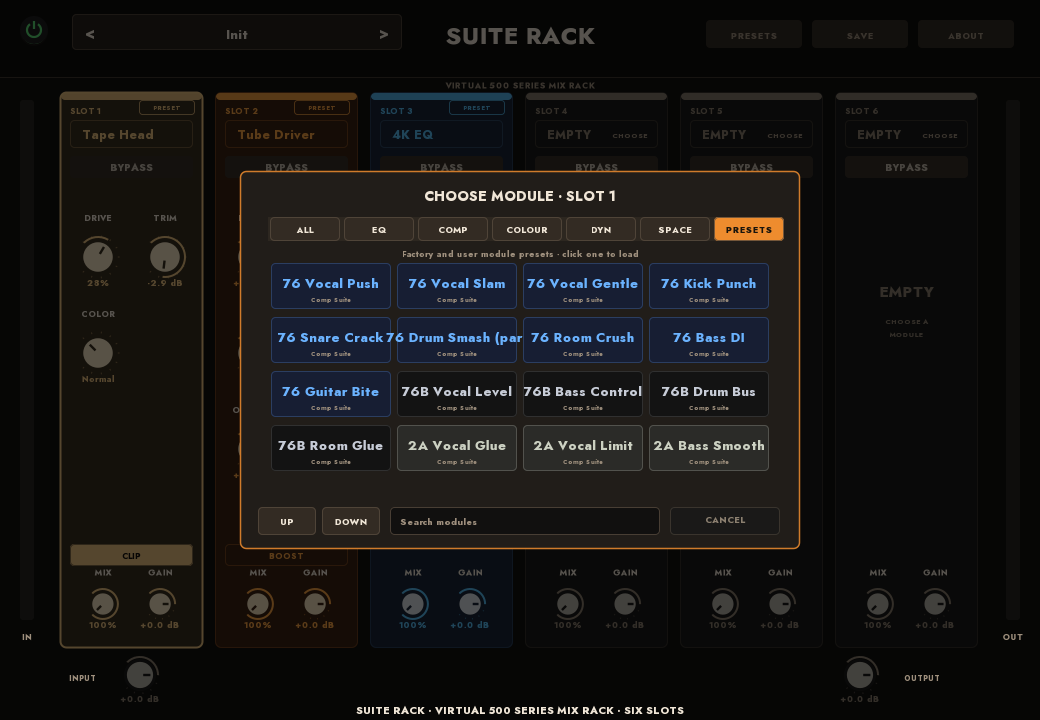 < Init > SUITE RACK PRESETS SAVE ABOUT
VIRTUAL 500 SERIES MIX RACK
SLOT 1 PRESET SLOT 2 PRESET SLOT 3 PRESET SLOT 4 SLOT 5 SLOT 6
Tape Head Tube Driver 4K EQ EMPTY CHOOSE EMPTY CHOOSE EMPTY CHOOSE
BYPASS BYPASS BYPASS BYPASS BYPASS BYPASS
CHOOSE MODULE · SLOT 1
ALL EQ COMP COLOUR DYN SPACE PRESETS
Factory and user module presets · click one to load
76 Vocal Push 76 Vocal Slam 76 Vocal Gentle 76 Kick Punch
Comp Suite Comp Suite Comp Suite Comp Suite
76 Snare Crack 76 Drum Smash (par 76 Room Crush 76 Bass DI
Comp Suite Comp Suite Comp Suite Comp Suite
76 Guitar Bite 76B Vocal Level 76B Bass Control 76B Drum Bus
Comp Suite Comp Suite Comp Suite Comp Suite
76B Room Glue 2A Vocal Glue 2A Vocal Limit 2A Bass Smooth
Comp Suite Comp Suite Comp Suite Comp Suite
UP DOWN Search modules CANCEL
DRIVE TRIM
28% -2.9 dB
COLOR
Normal
EMPTY
CHOOSE A
MODULE
CLIP BOOST
MIX GAIN MIX GAIN MIX GAIN MIX GAIN MIX GAIN MIX GAIN
100% +0.0 dB 100% +0.0 dB 100% +0.0 dB 100% +0.0 dB 100% +0.0 dB 100% +0.0 dB
IN OUT
INPUT OUTPUT
+0.0 dB +0.0 dB
SUITE RACK · VIRTUAL 500 SERIES MIX RACK · SIX SLOTS